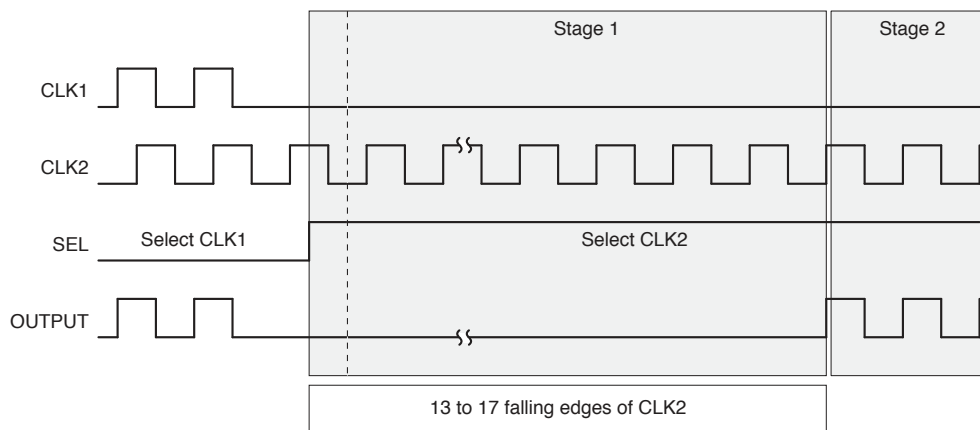 Stage 1
Stage 2
CLK1
CLK2
SEL
Select CLK1
Select CLK2
OUTPUT
13 to 17 falling edges of CLK2